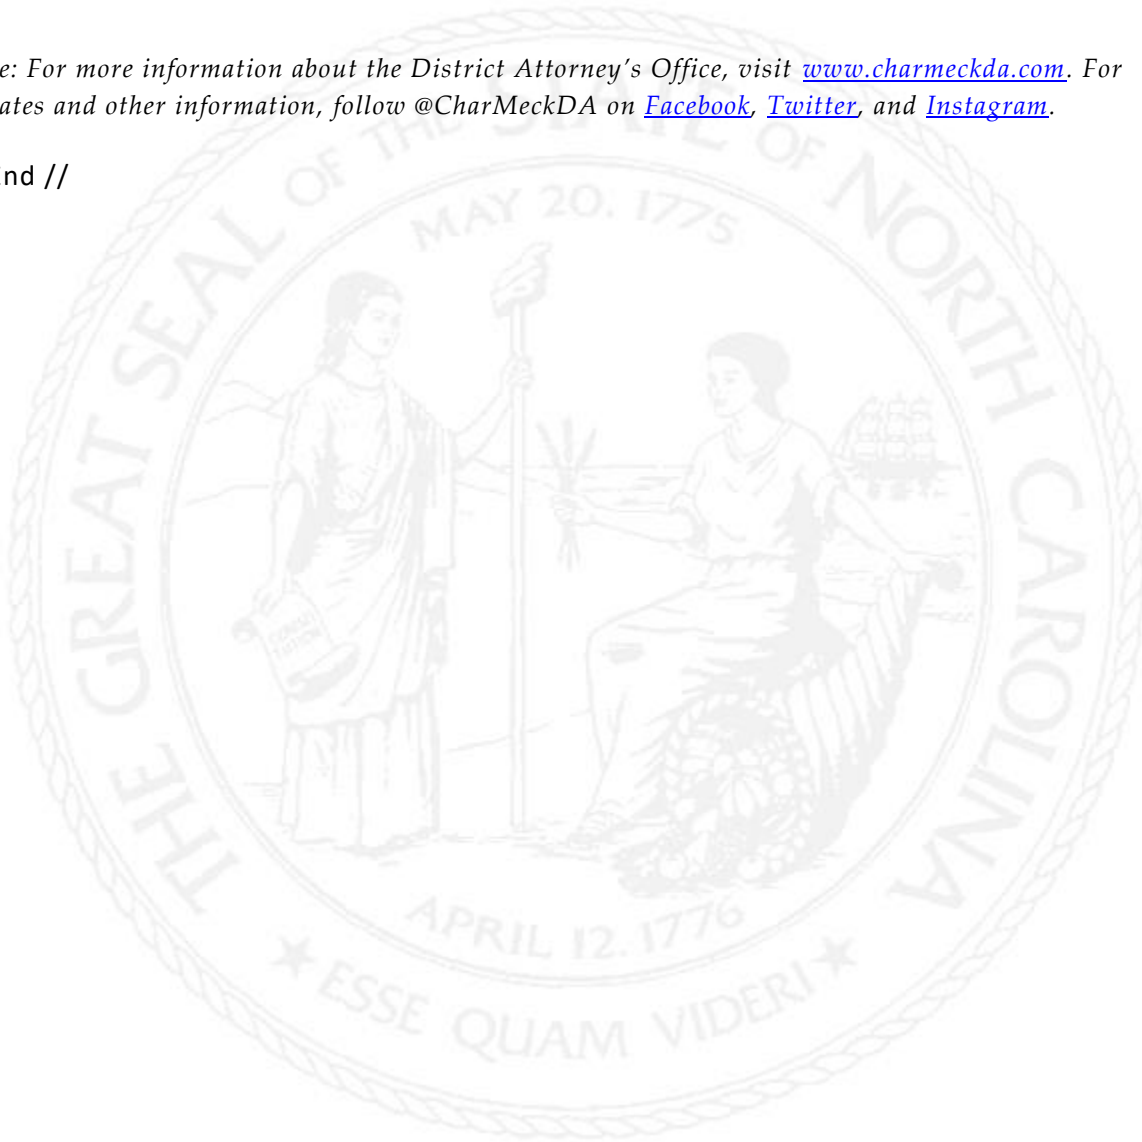 e: For more information about the District Attorney’s Office, visit www.charmeckda.com. For
ates and other information, follow @CharMeckDA on Facebook, Twitter, and Instagram.
nd //
THE GREAT SEAL OF THE STATE OF NORTH CAROLINA
MAY 20, 1775
APRIL 12, 1776
★ ESSE QUAM VIDERI ★